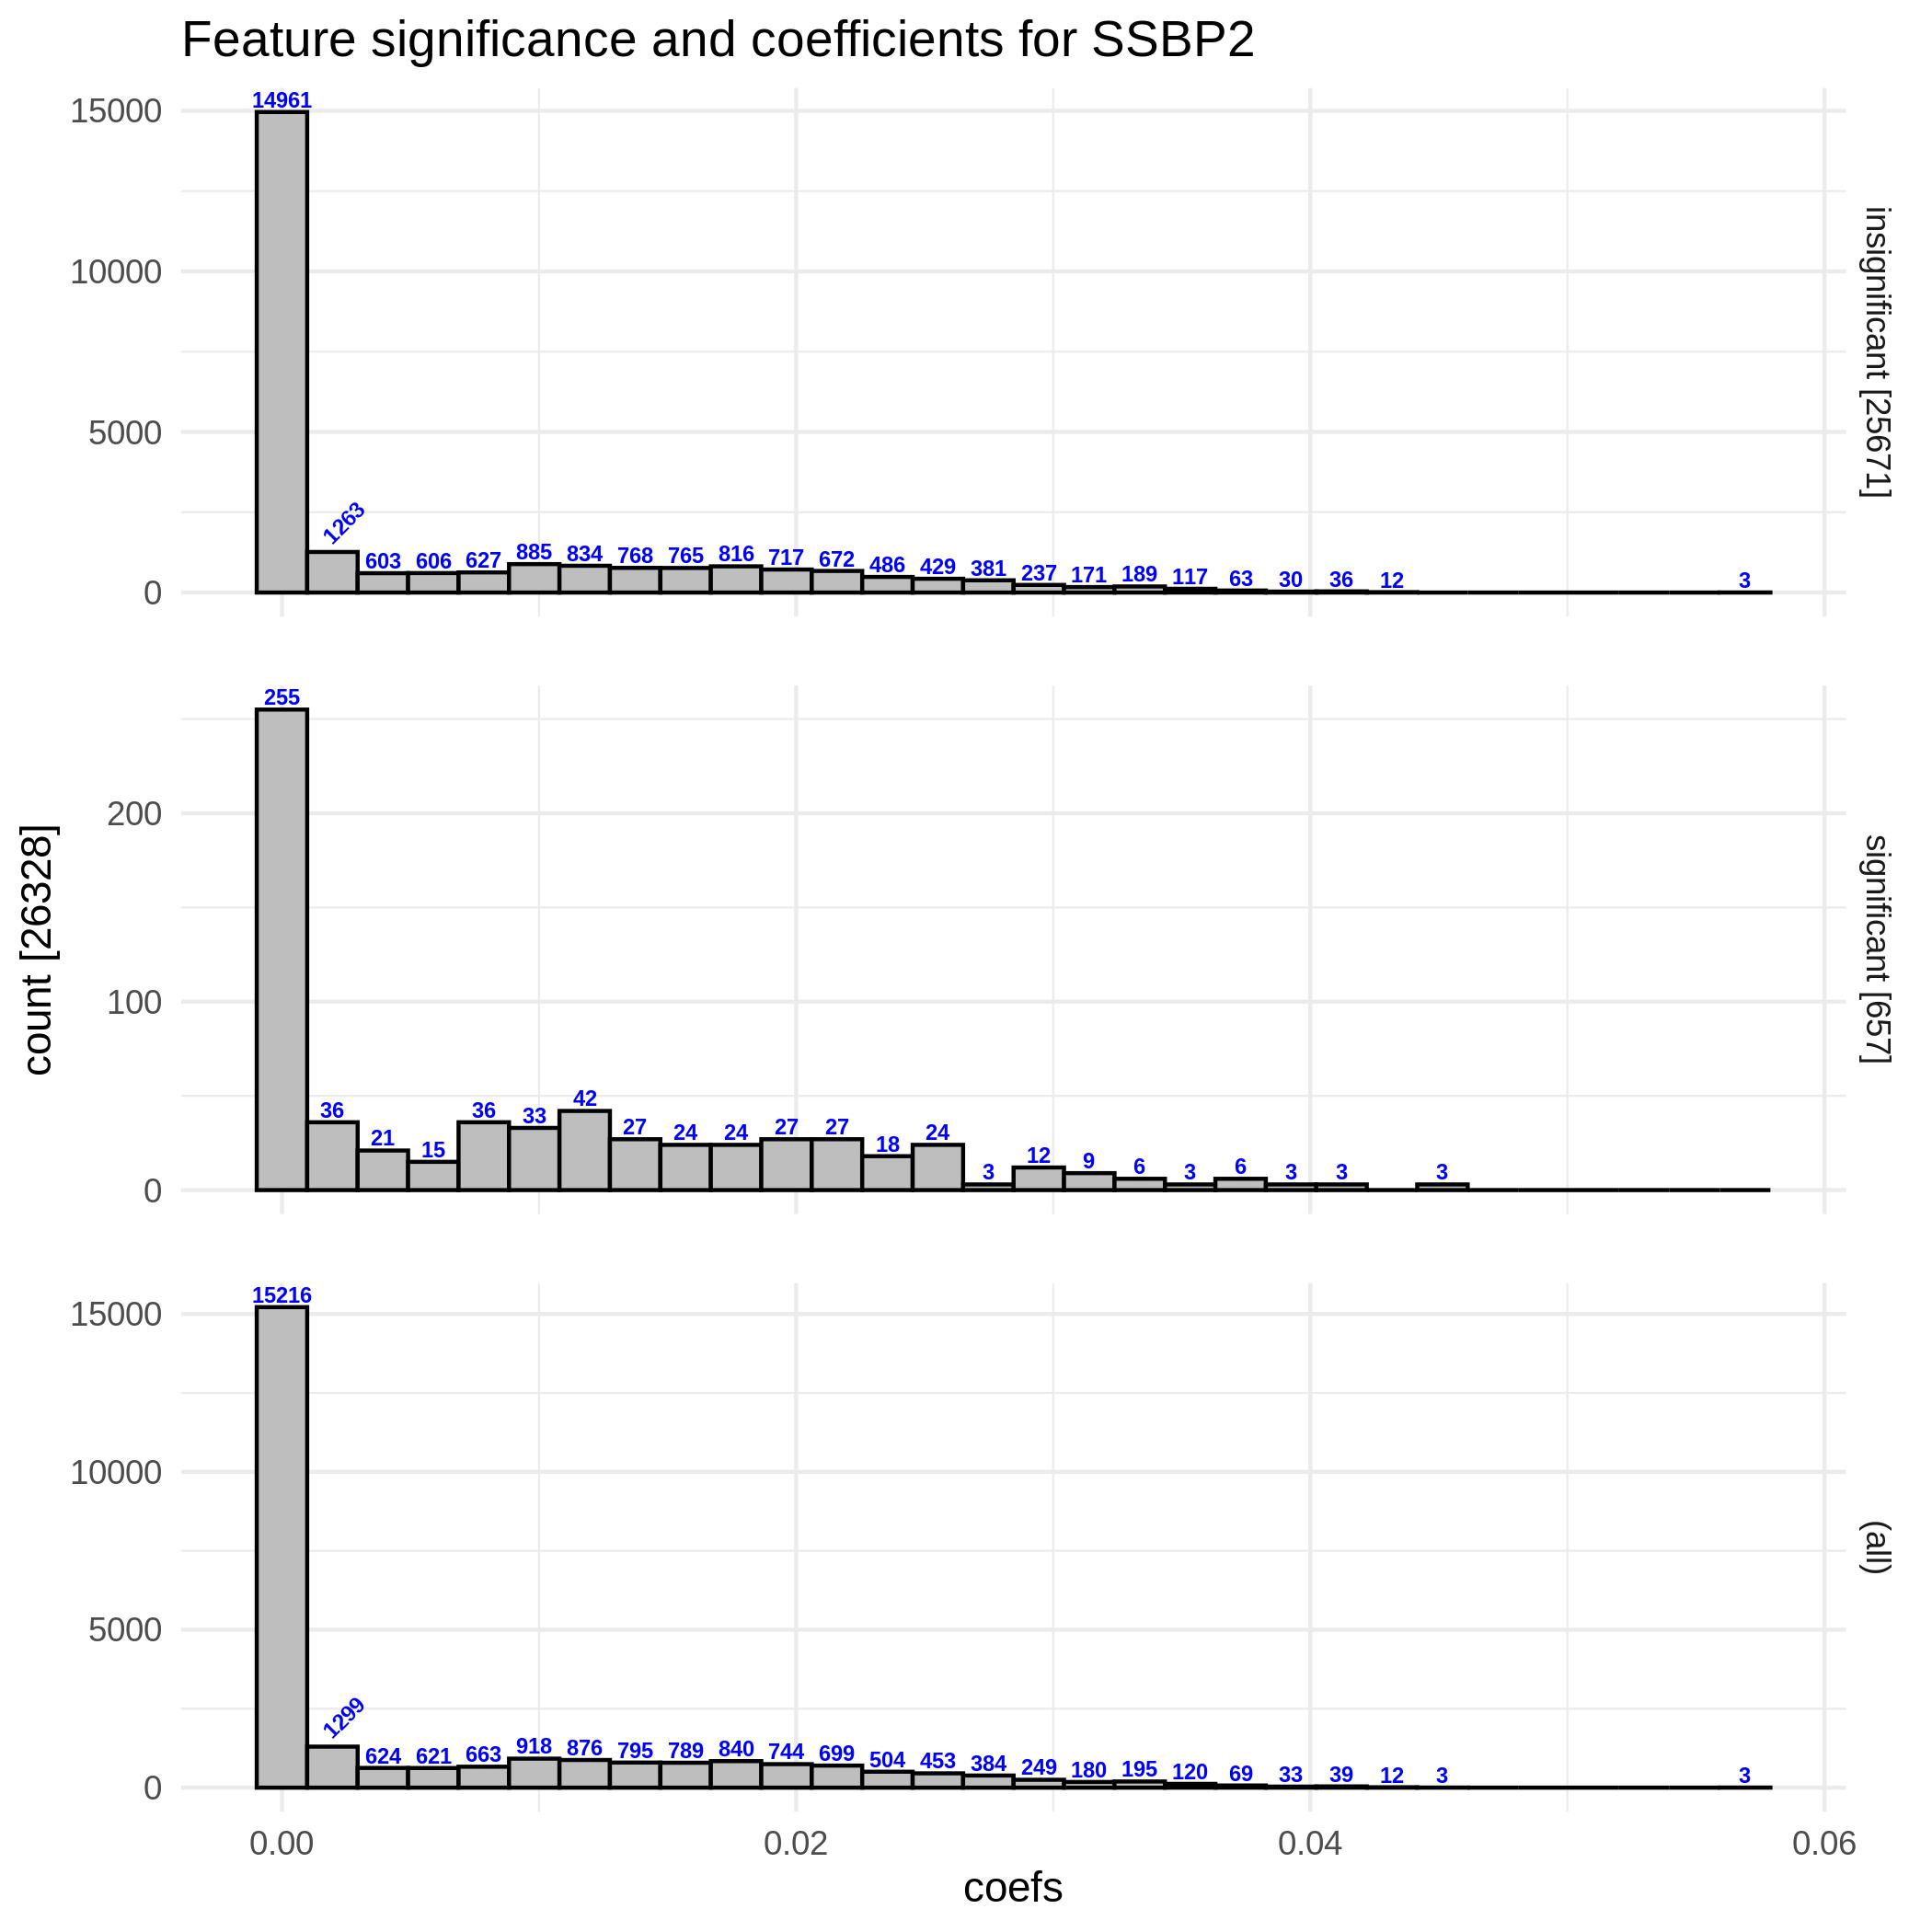 Feature significance and coefficients for SSBP2
count [26328]
15000
10000
5000
0
14961
1263
603 606 627 885 834 768 765 816 717 672 486 429 381 237 171 189 117 63 30 36 12 3
insignificant [25671]
200
100
0
255
36 21 15 36 33 42 27 24 24 27 27 18 24 3 12 9 6 3 6 3 3 3
significant [657]
15000
10000
5000
0
15216
1299
624 621 663 918 876 795 789 840 744 699 504 453 384 249 180 195 120 69 33 39 12 3 3
(all)
0.00 0.02 0.04 0.06
coefs